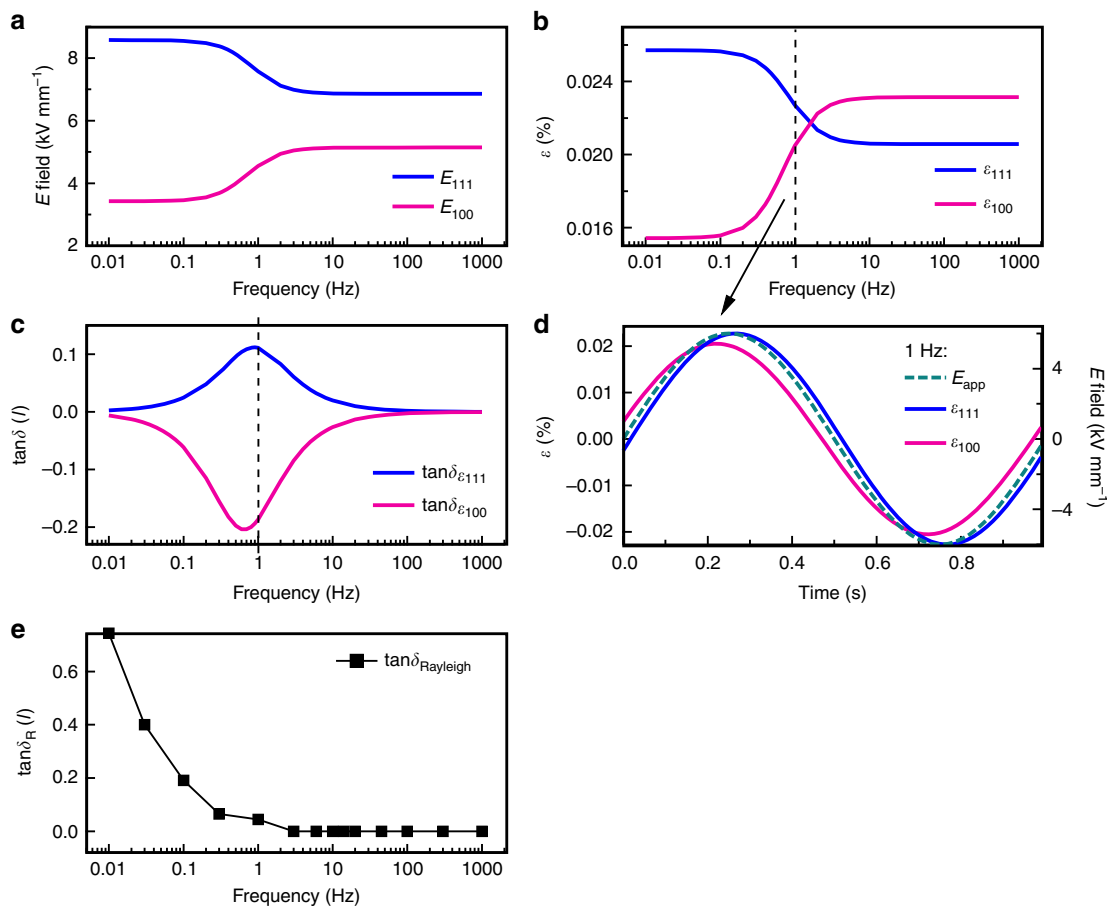 a
8
6
4
2
E field (kV mm⁻¹)
E₁₁₁
E₁₀₀
0.01 0.1 1 10 100 1000
Frequency (Hz)
b
0.024
0.020
0.016
ε (%)
ε₁₁₁
ε₁₀₀
0.01 0.1 1 10 100 1000
Frequency (Hz)
c
0.1
0.0
–0.1
–0.2
tanδ (/)
tanδε₁₁₁
tanδε₁₀₀
0.01 0.1 1 10 100 1000
Frequency (Hz)
d
0.02
0.01
0.00
–0.01
–0.02
ε (%)
1 Hz:
E app
ε₁₁₁
ε₁₀₀
4
0
–4
E field (kV mm⁻¹)
0.0 0.2 0.4 0.6 0.8
Time (s)
e
0.6
0.4
0.2
0.0
tanδR (/)
tanδRayleigh
0.01 0.1 1 10 100 1000
Frequency (Hz)